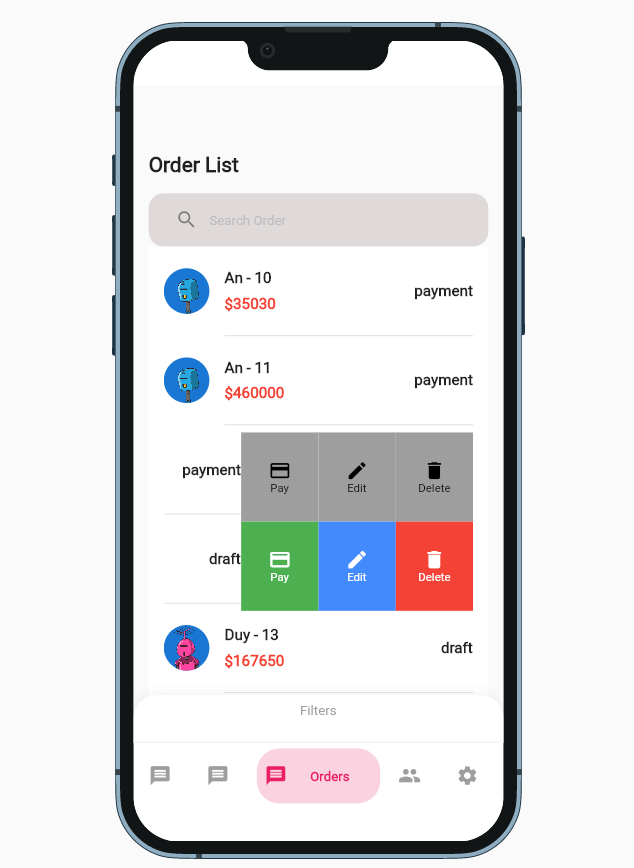 Order List
Search Order
An - 10
$35030
payment
An - 11
$460000
payment
payment
Pay
Edit
Delete
draft
Pay
Edit
Delete
Duy - 13
$167650
draft
Filters
Orders